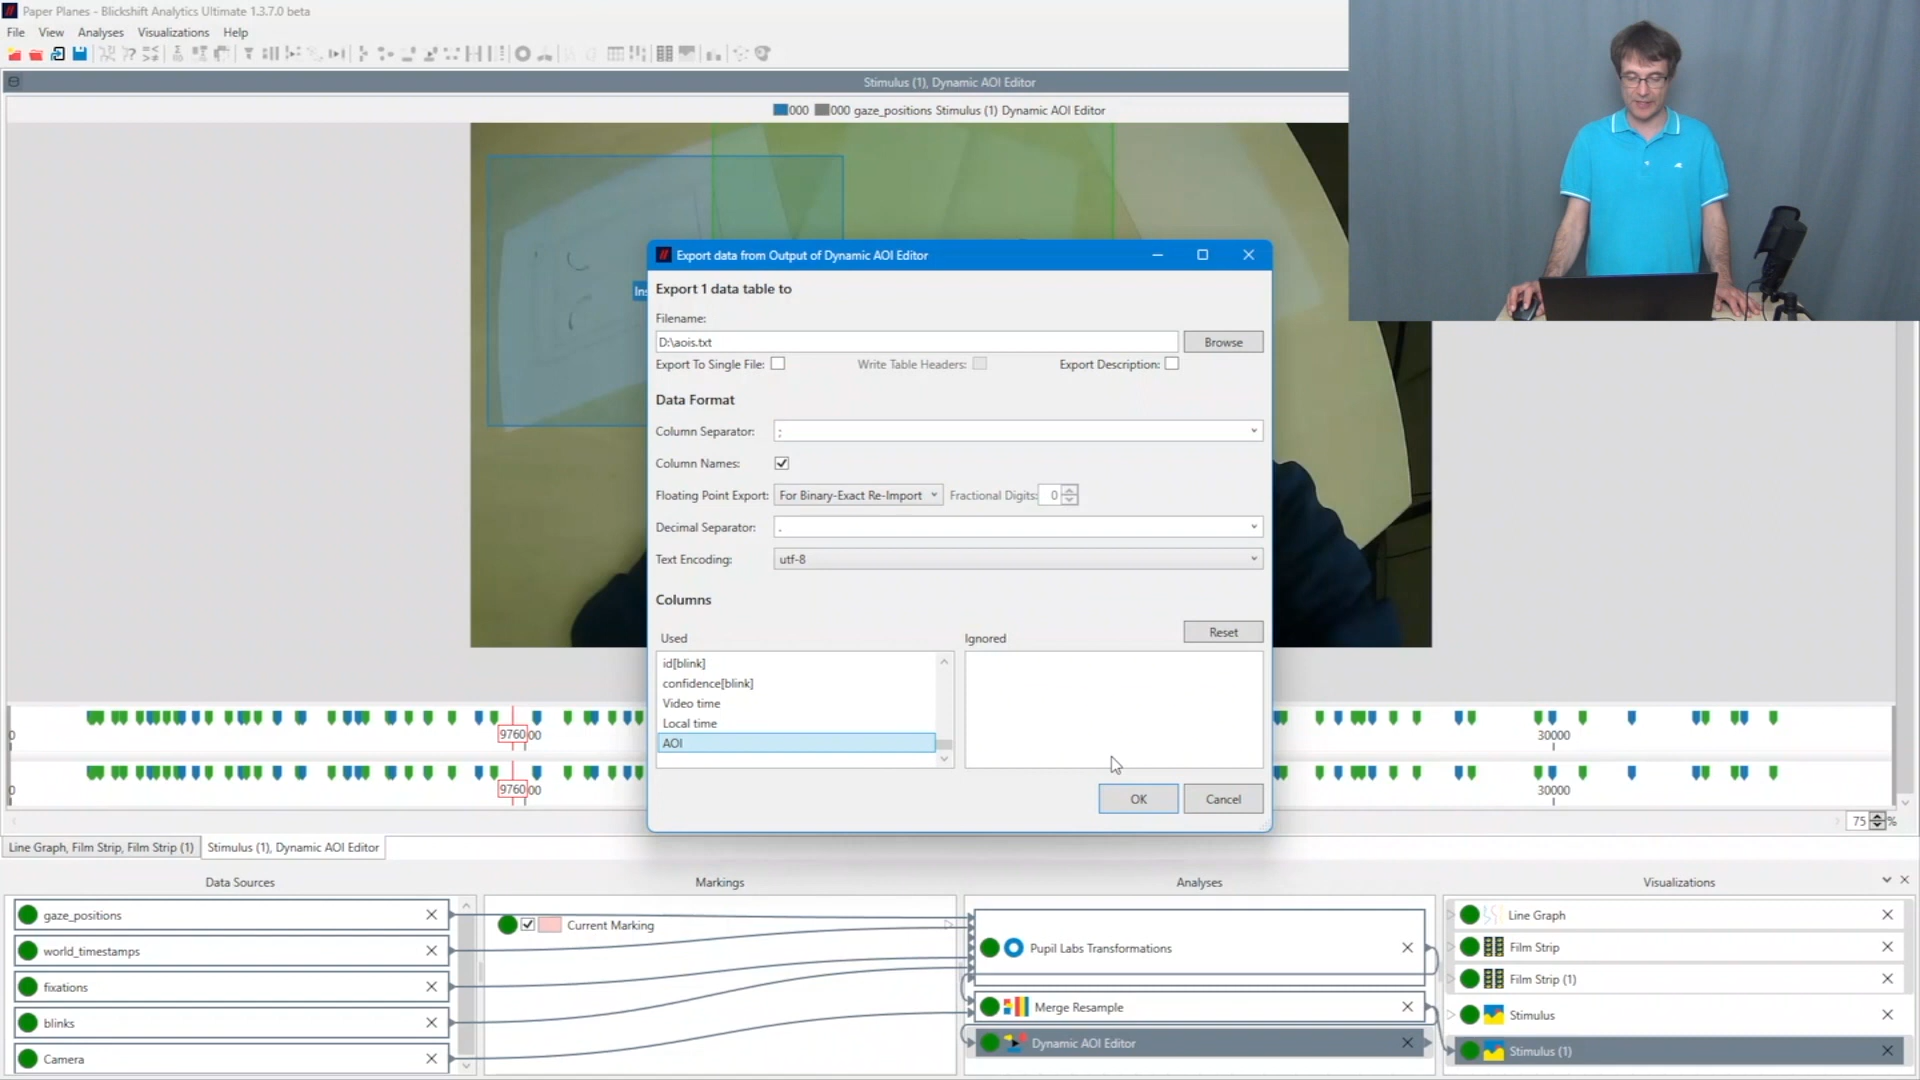 Paper Planes - Blickshift Analytics Ultimate 1.3.7.0 beta
File View Analyses Visualizations Help
Stimulus (1), Dynamic AOI Editor
000 000 gaze_positions Stimulus (1) Dynamic AOI Editor
Export data from Output of Dynamic AOI Editor
Export 1 data table to
Filename:
D:\aois.txt
Browse
Export To Single File: Write Table Headers: Export Description:
Data Format
Column Separator: ;
Column Names:
Floating Point Export: For Binary-Exact Re-Import Fractional Digits: 0
Decimal Separator: .
Text Encoding: utf-8
Columns
Used Ignored Reset
id[blink]
confidence[blink]
Video time
Local time
AOI
OK Cancel
9760 00 30000
9760 00 30000
75 %
Line Graph, Film Strip, Film Strip (1) Stimulus (1), Dynamic AOI Editor
Data Sources Markings Analyses Visualizations
gaze_positions
world_timestamps
fixations
blinks
Camera
Current Marking
Pupil Labs Transformations
Merge Resample
Dynamic AOI Editor
Line Graph
Film Strip
Film Strip (1)
Stimulus
Stimulus (1)